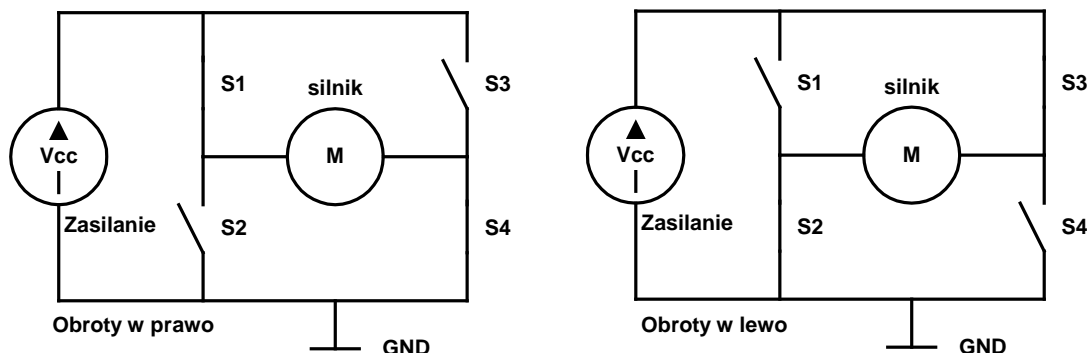 S1
silnik
S3
Vcc
M
Zasilanie
S2
S4
Obroty w prawo
GND
S1
silnik
S3
Vcc
M
Zasilanie
S2
S4
Obroty w lewo
GND